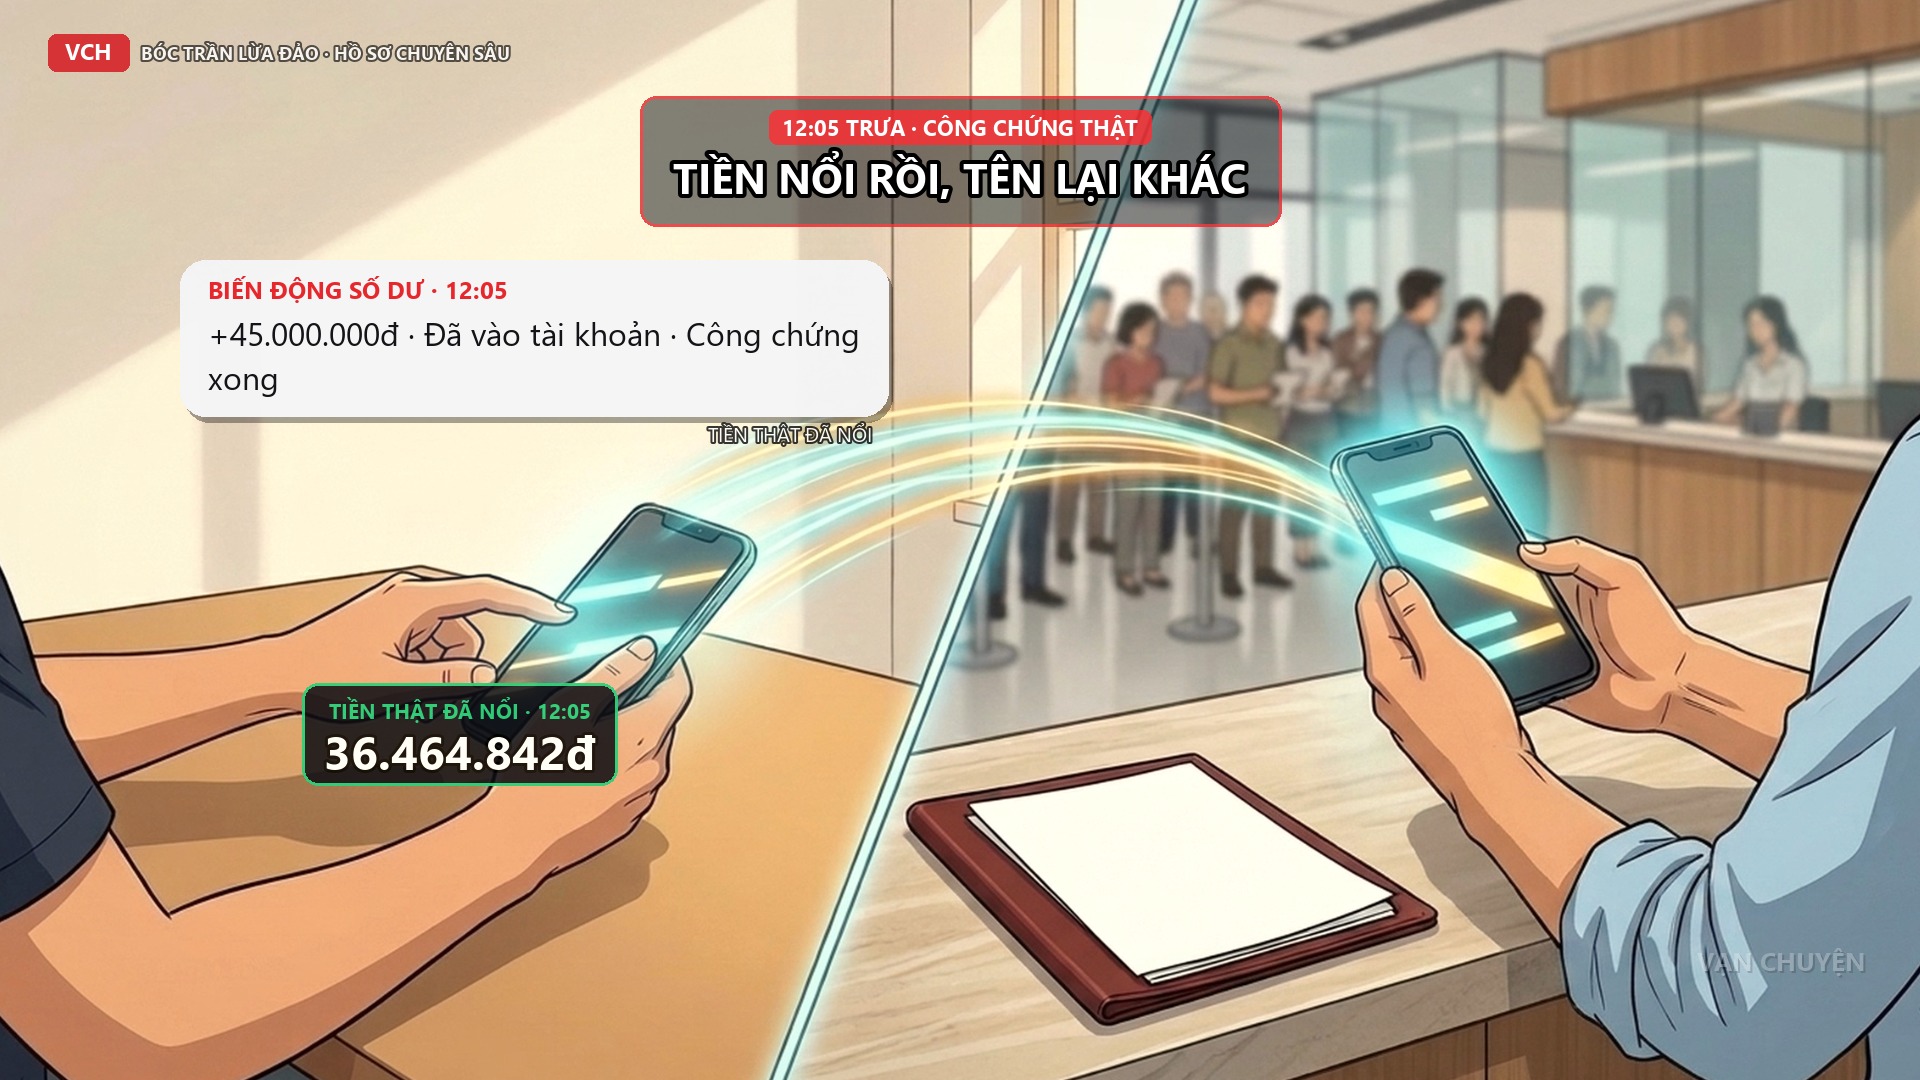 VCH BÓC TRẦN LỪA ĐẢO · HỒ SƠ CHUYÊN SÂU
12:05 TRƯA · CÔNG CHỨNG THẬT
TIỀN NỔI RỒI, TÊN LẠI KHÁC
BIẾN ĐỘNG SỐ DƯ · 12:05
+45.000.000đ · Đã vào tài khoản · Công chứng
xong
TIỀN THẬT ĐÃ NỔI
TIỀN THẬT ĐÃ NỔI · 12:05
36.464.842đ
VẠN CHUYỆN